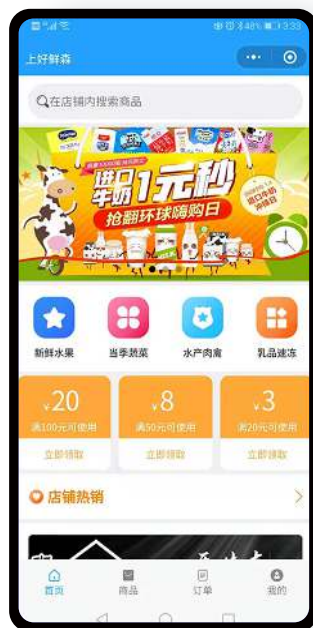 48%
3:33
上好鲜森
在店铺内搜索商品
进口牛奶1元秒
抢翻环球嗨购日
新鲜水果
当季蔬菜
水产肉禽
乳品速冻
¥20
¥8
¥3
满100元可使用
满50元可使用
满20元可使用
立即领取
立即领取
立即领取
店铺热销
首页
商品
订单
我的